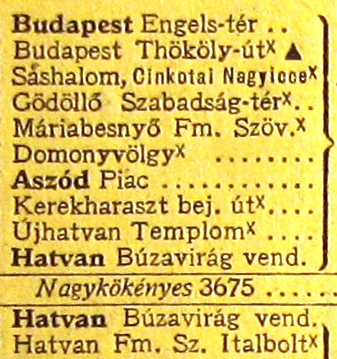 Budapest Engels-tér ..
Budapest Thököly-útx ▲
Sashalom, Cinkotai Nagyiccex
Gödöllő Szabadság-térx..
Máriabesnyő Fm. Szöv.x
Domonyvölgyx ........
Aszód Piac ............
Kerekharaszt bej. útx....
Újhatvan Templomx ....
Hatvan Búzavirág vend.
Nagykökényes 3675 ......
Hatvan Búzavirág vend.
Hatvan Fm. Sz. Italboltx